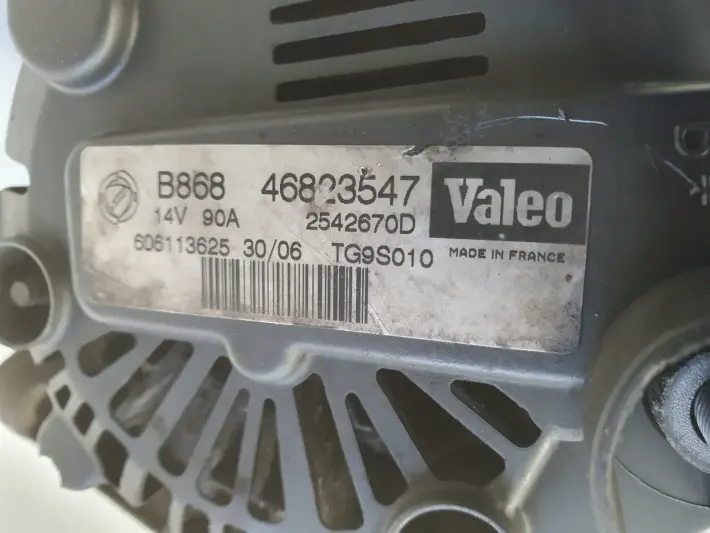 B868 46823547 Valeo
14V 90A 2542670D
606113625 30/06 TG9S010 MADE IN FRANCE